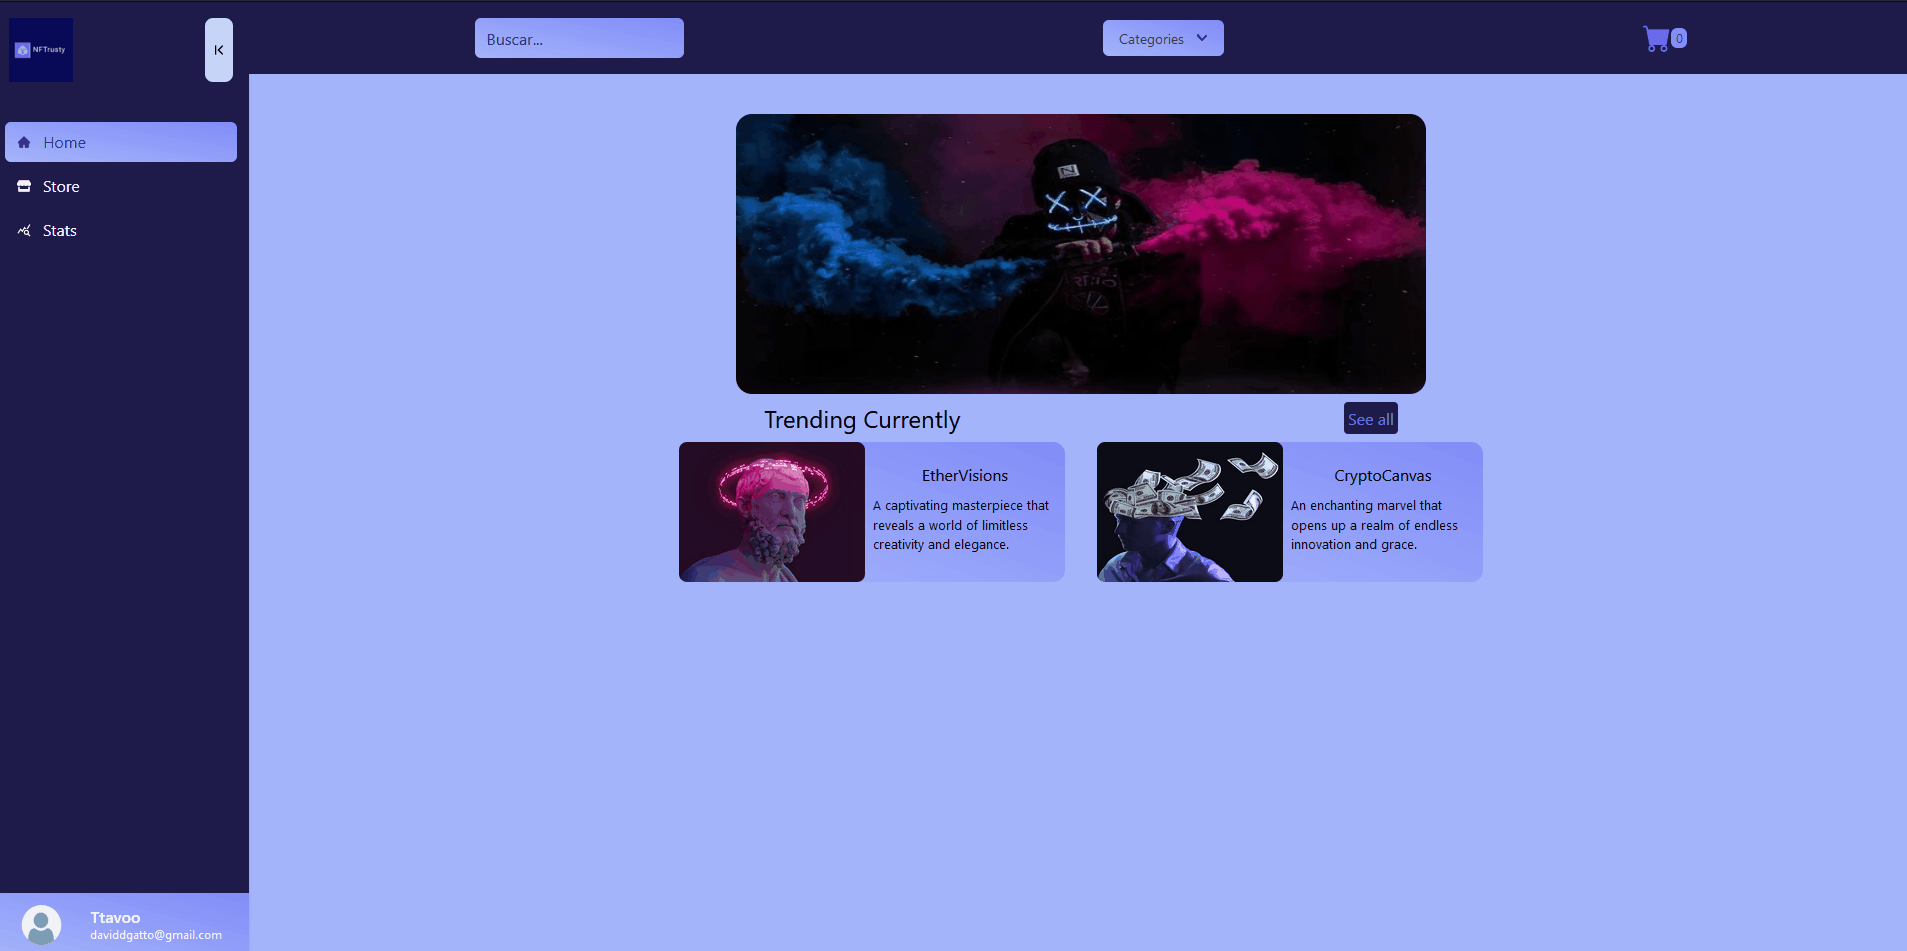 NFTrusty
Buscar...
Categories
0
Home
Store
Stats
Trending Currently
See all
EtherVisions
A captivating masterpiece that
reveals a world of limitless
creativity and elegance.
CryptoCanvas
An enchanting marvel that
opens up a realm of endless
innovation and grace.
Ttavoo
daviddgatto@gmail.com